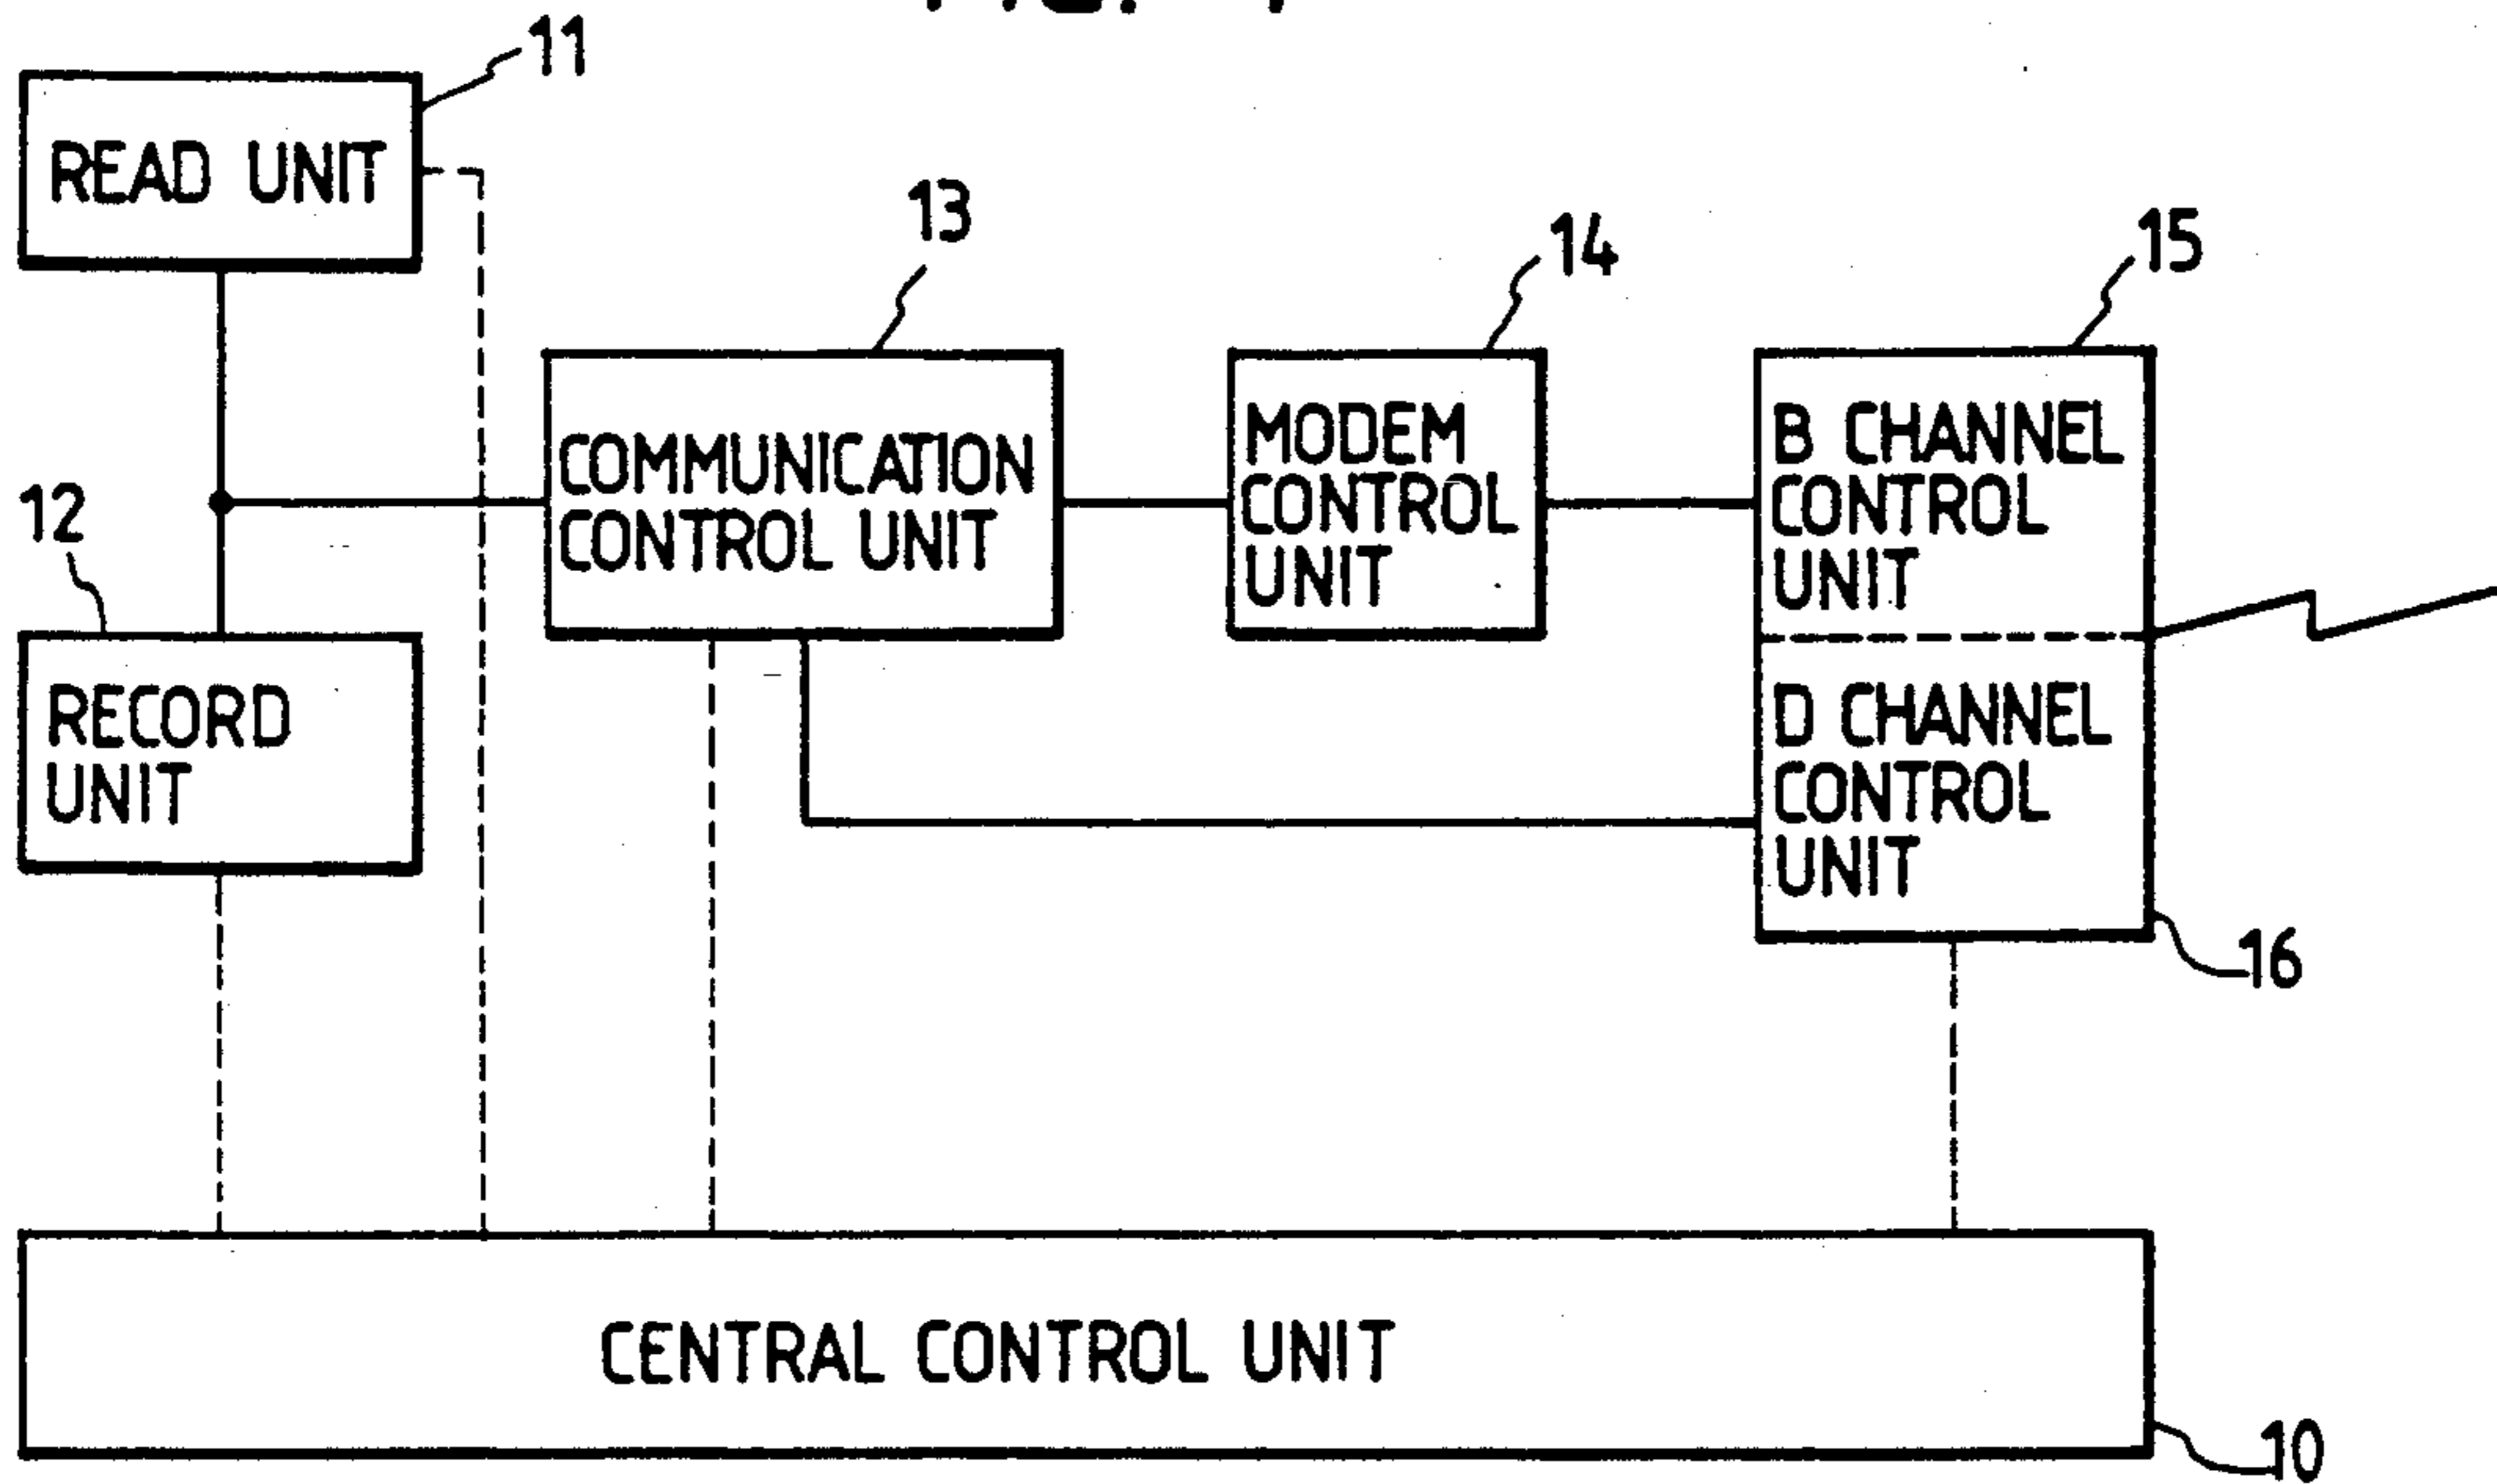 11
READ UNIT
13
14
15
12
COMMUNICATION
CONTROL UNIT
MODEM
CONTROL
UNIT
B CHANNEL
CONTROL
UNIT
RECORD
UNIT
D CHANNEL
CONTROL
UNIT
16
CENTRAL CONTROL UNIT
10